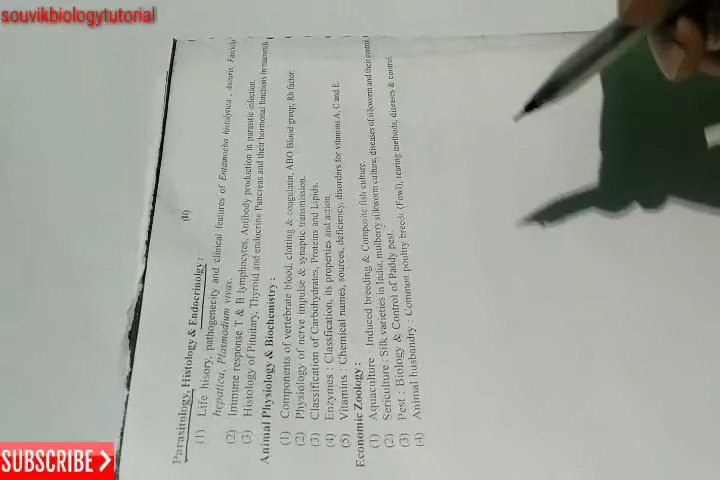 souvikbiologytutorial
(II)
Parasitology, Histology & Endocrinolgy :
(1) Life hisory, pathogenecity and clinical features of Entamoeba histolytica , Ascaris Fasciola
hepatica, Plasmodium vivax.
(2) Immune response T & B lymphocytes, Antibody production in parasitic infection.
(3) Histology of Pituitary, Thyroid and endocrine Pancreas and their hormonal functions in
Animal Physiology & Biochemistry :
(1) Components of vertebrate blood, clotting & coagulatin, ABO Blood group, Rh factor.
(2) Physiology of nerve impulse & synaptic transmission.
(3) Classification of Carbohydrates, Proteins and Lipids.
(4) Enzymes : Classfication, its properties and action.
(5) Vitamins : Chemical names, sources, deficiency, disorders for vitamins A, C and E.
Economic Zoology :
(1) Aquaculture : Induced breeding & Composite fish culture.
(2) Sericulture : Silk varieties in India, mulberry silkworm culture, diseases of silkworm and their control
(3) Pest : Biology & Control of Paddy pest.
(4) Animal husbandry : Common poultry breeds (Fowl), rearing methods, diseases & control
SUBSCRIBE